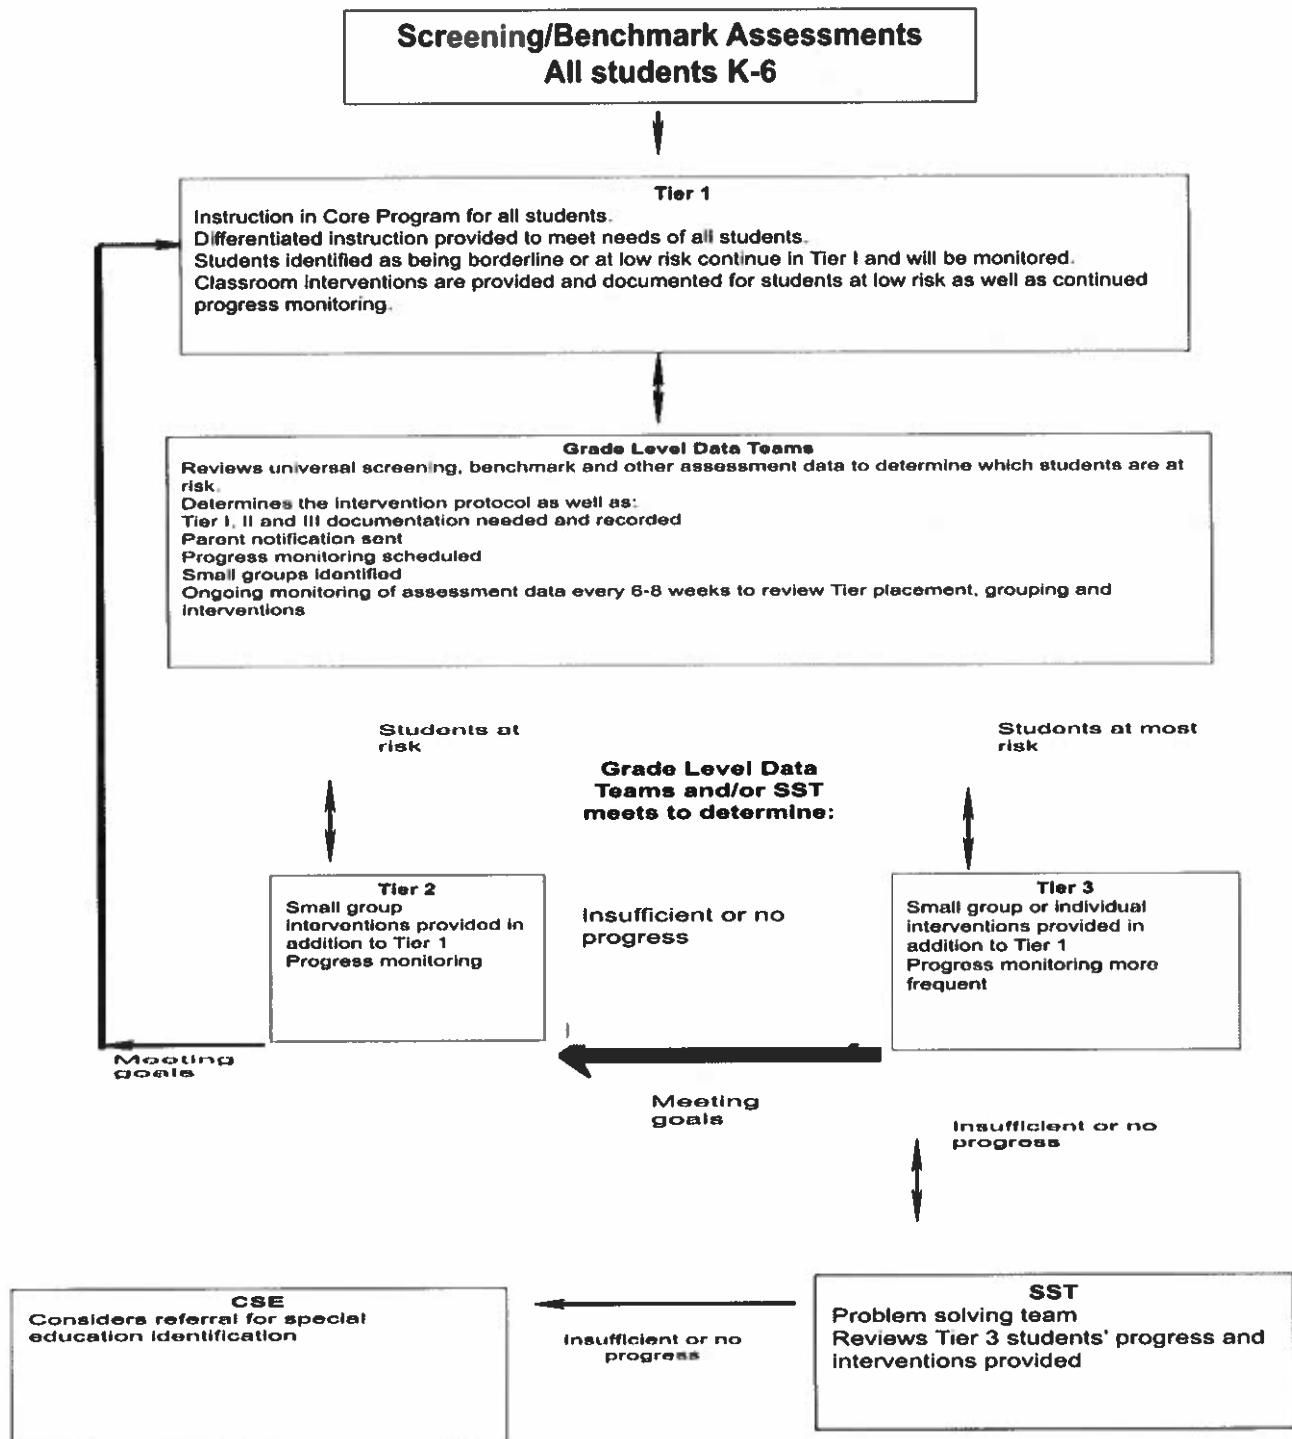 Screening/Benchmark Assessments
All students K-6
Tier 1
Instruction in Core Program for all students.
Differentiated instruction provided to meet needs of all students.
Students identified as being borderline or at low risk continue in Tier I and will be monitored.
Classroom interventions are provided and documented for students at low risk as well as continued
progress monitoring.
Grade Level Data Teams
Reviews universal screening, benchmark and other assessment data to determine which students are at
risk.
Determines the intervention protocol as well as:
Tier I, II and III documentation needed and recorded
Parent notification sent
Progress monitoring scheduled
Small groups identified
Ongoing monitoring of assessment data every 6-8 weeks to review Tier placement, grouping and
interventions
Students at
risk
Students at most
risk
Grade Level Data
Teams and/or SST
meets to determine:
Tier 2
Small group
interventions provided in
addition to Tier 1
Progress monitoring
Insufficient or no
progress
Tier 3
Small group or individual
interventions provided in
addition to Tier 1
Progress monitoring more
frequent
Meeting
goals
Meeting
goals
Insufficient or no
progress
CSE
Considers referral for special
education identification
Insufficient or no
progress
SST
Problem solving team
Reviews Tier 3 students' progress and
interventions provided